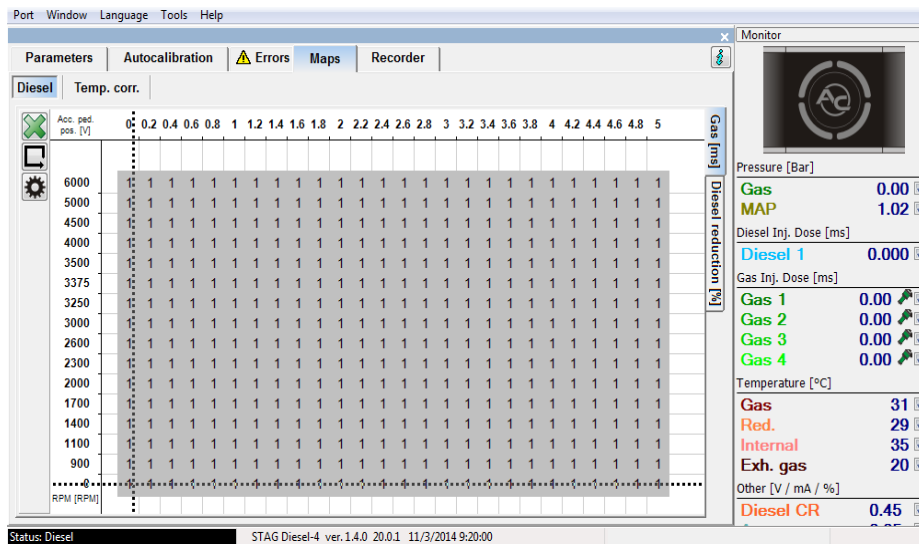 Port Window Language Tools Help
Monitor
Parameters Autocalibration Errors Maps Recorder i
Diesel Temp. corr.
AC
Acc. ped. pos. [V] 0 0.2 0.4 0.6 0.8 1 1.2 1.4 1.6 1.8 2 2.2 2.4 2.6 2.8 3 3.2 3.4 3.6 3.8 4 4.2 4.4 4.6 4.8 5
6000 1 1 1 1 1 1 1 1 1 1 1 1 1 1 1 1 1 1 1 1 1 1 1 1 1 1
5000 1 1 1 1 1 1 1 1 1 1 1 1 1 1 1 1 1 1 1 1 1 1 1 1 1 1
4500 1 1 1 1 1 1 1 1 1 1 1 1 1 1 1 1 1 1 1 1 1 1 1 1 1 1
4000 1 1 1 1 1 1 1 1 1 1 1 1 1 1 1 1 1 1 1 1 1 1 1 1 1 1
3500 1 1 1 1 1 1 1 1 1 1 1 1 1 1 1 1 1 1 1 1 1 1 1 1 1 1
3375 1 1 1 1 1 1 1 1 1 1 1 1 1 1 1 1 1 1 1 1 1 1 1 1 1 1
3250 1 1 1 1 1 1 1 1 1 1 1 1 1 1 1 1 1 1 1 1 1 1 1 1 1 1
3000 1 1 1 1 1 1 1 1 1 1 1 1 1 1 1 1 1 1 1 1 1 1 1 1 1 1
2600 1 1 1 1 1 1 1 1 1 1 1 1 1 1 1 1 1 1 1 1 1 1 1 1 1 1
2300 1 1 1 1 1 1 1 1 1 1 1 1 1 1 1 1 1 1 1 1 1 1 1 1 1 1
2000 1 1 1 1 1 1 1 1 1 1 1 1 1 1 1 1 1 1 1 1 1 1 1 1 1 1
1700 1 1 1 1 1 1 1 1 1 1 1 1 1 1 1 1 1 1 1 1 1 1 1 1 1 1
1400 1 1 1 1 1 1 1 1 1 1 1 1 1 1 1 1 1 1 1 1 1 1 1 1 1 1
1100 1 1 1 1 1 1 1 1 1 1 1 1 1 1 1 1 1 1 1 1 1 1 1 1 1 1
900 1 1 1 1 1 1 1 1 1 1 1 1 1 1 1 1 1 1 1 1 1 1 1 1 1 1
0 1 1 1 1 1 1 1 1 1 1 1 1 1 1 1 1 1 1 1 1 1 1 1 1 1 1
RPM [RPM]
Gas [ms]
Diesel reduction [%]
Pressure [Bar]
Gas 0.00
MAP 1.02
Diesel Inj. Dose [ms]
Diesel 1 0.000
Gas Inj. Dose [ms]
Gas 1 0.00
Gas 2 0.00
Gas 3 0.00
Gas 4 0.00
Temperature [ºC]
Gas 31
Red. 29
Internal 35
Exh. gas 20
Other [V / mA / %]
Diesel CR 0.45
Status: Diesel STAG Diesel-4 ver. 1.4.0 20.0.1 11/3/2014 9:20:00